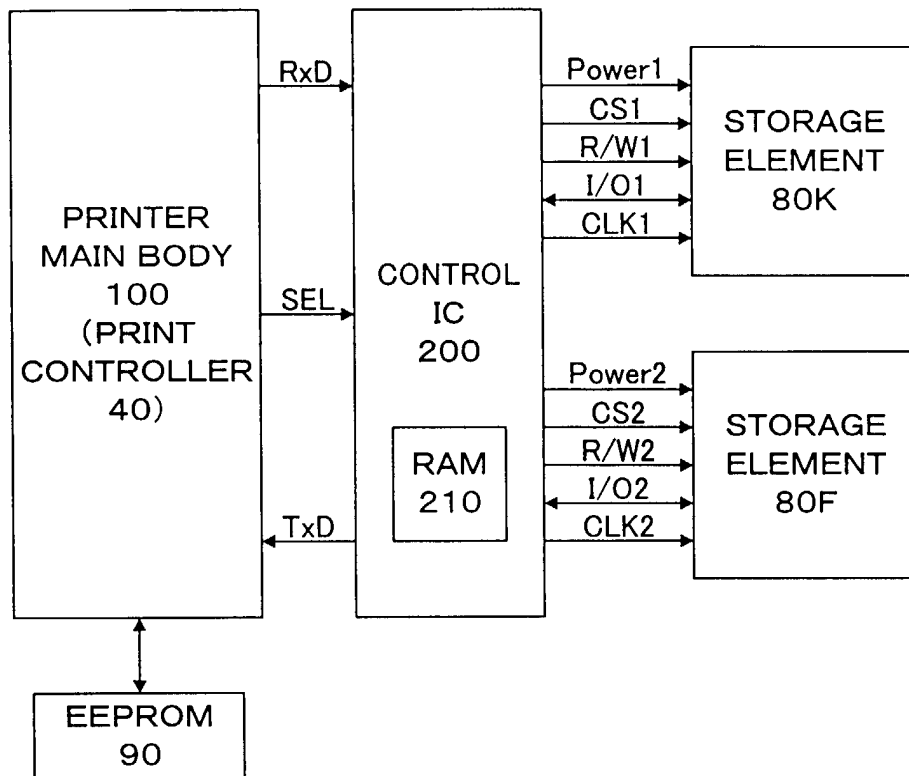 PRINTER
MAIN BODY
100
(PRINT
CONTROLLER
40)
RxD
SEL
TxD
CONTROL
IC
200
RAM
210
Power1
CS1
R/W1
I/O1
CLK1
STORAGE
ELEMENT
80K
Power2
CS2
R/W2
I/O2
CLK2
STORAGE
ELEMENT
80F
EEPROM
90